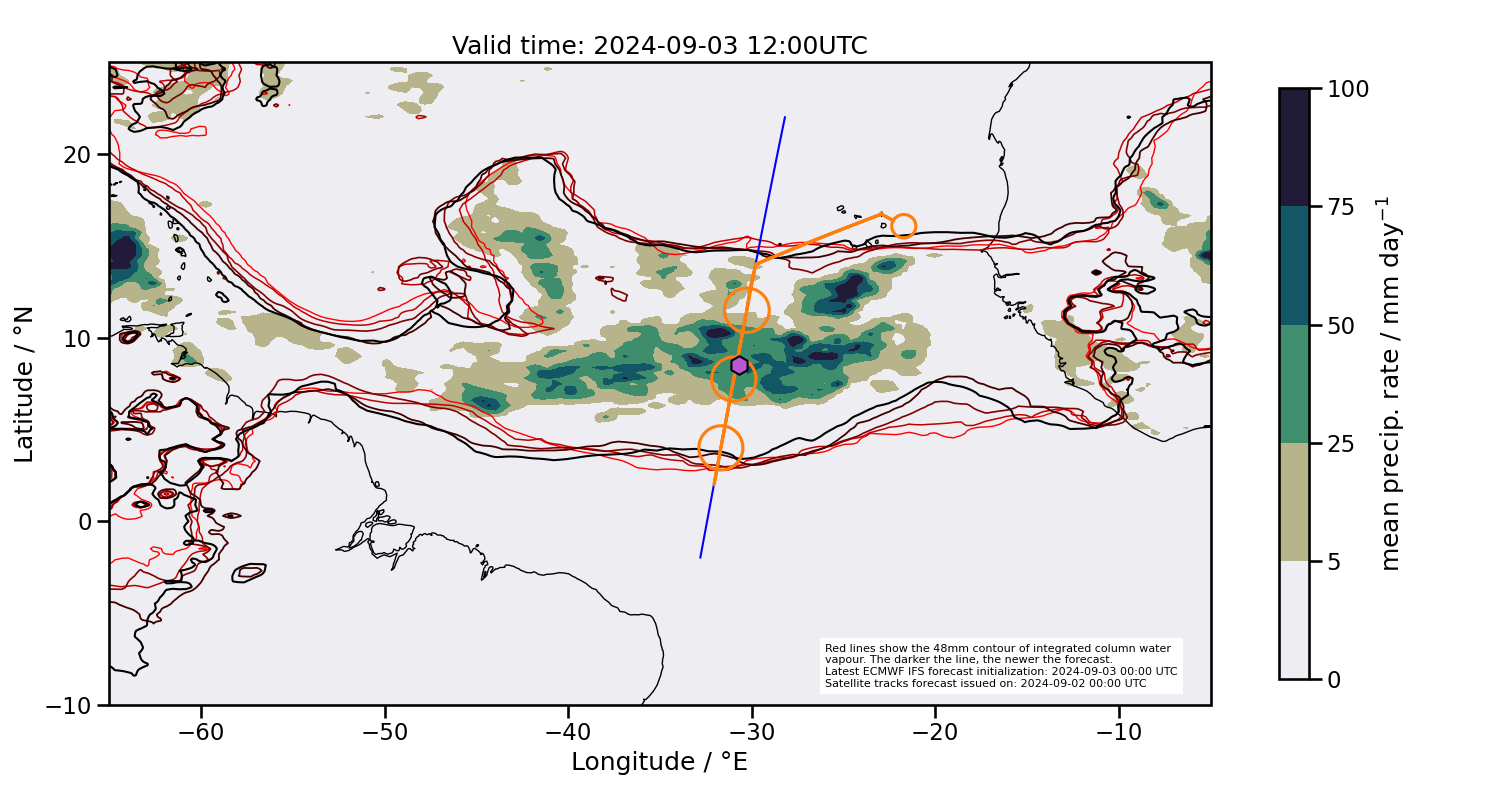 Valid time: 2024-09-03 12:00UTC
20
10
0
−10
Latitude / °N
−60
−50
−40
−30
−20
−10
Longitude / °E
Red lines show the 48mm contour of integrated column water
vapour. The darker the line, the newer the forecast.
Latest ECMWF IFS forecast initialization: 2024-09-03 00:00 UTC
Satellite tracks forecast issued on: 2024-09-02 00:00 UTC
100
75
50
25
5
0
mean precip. rate / mm day⁻¹